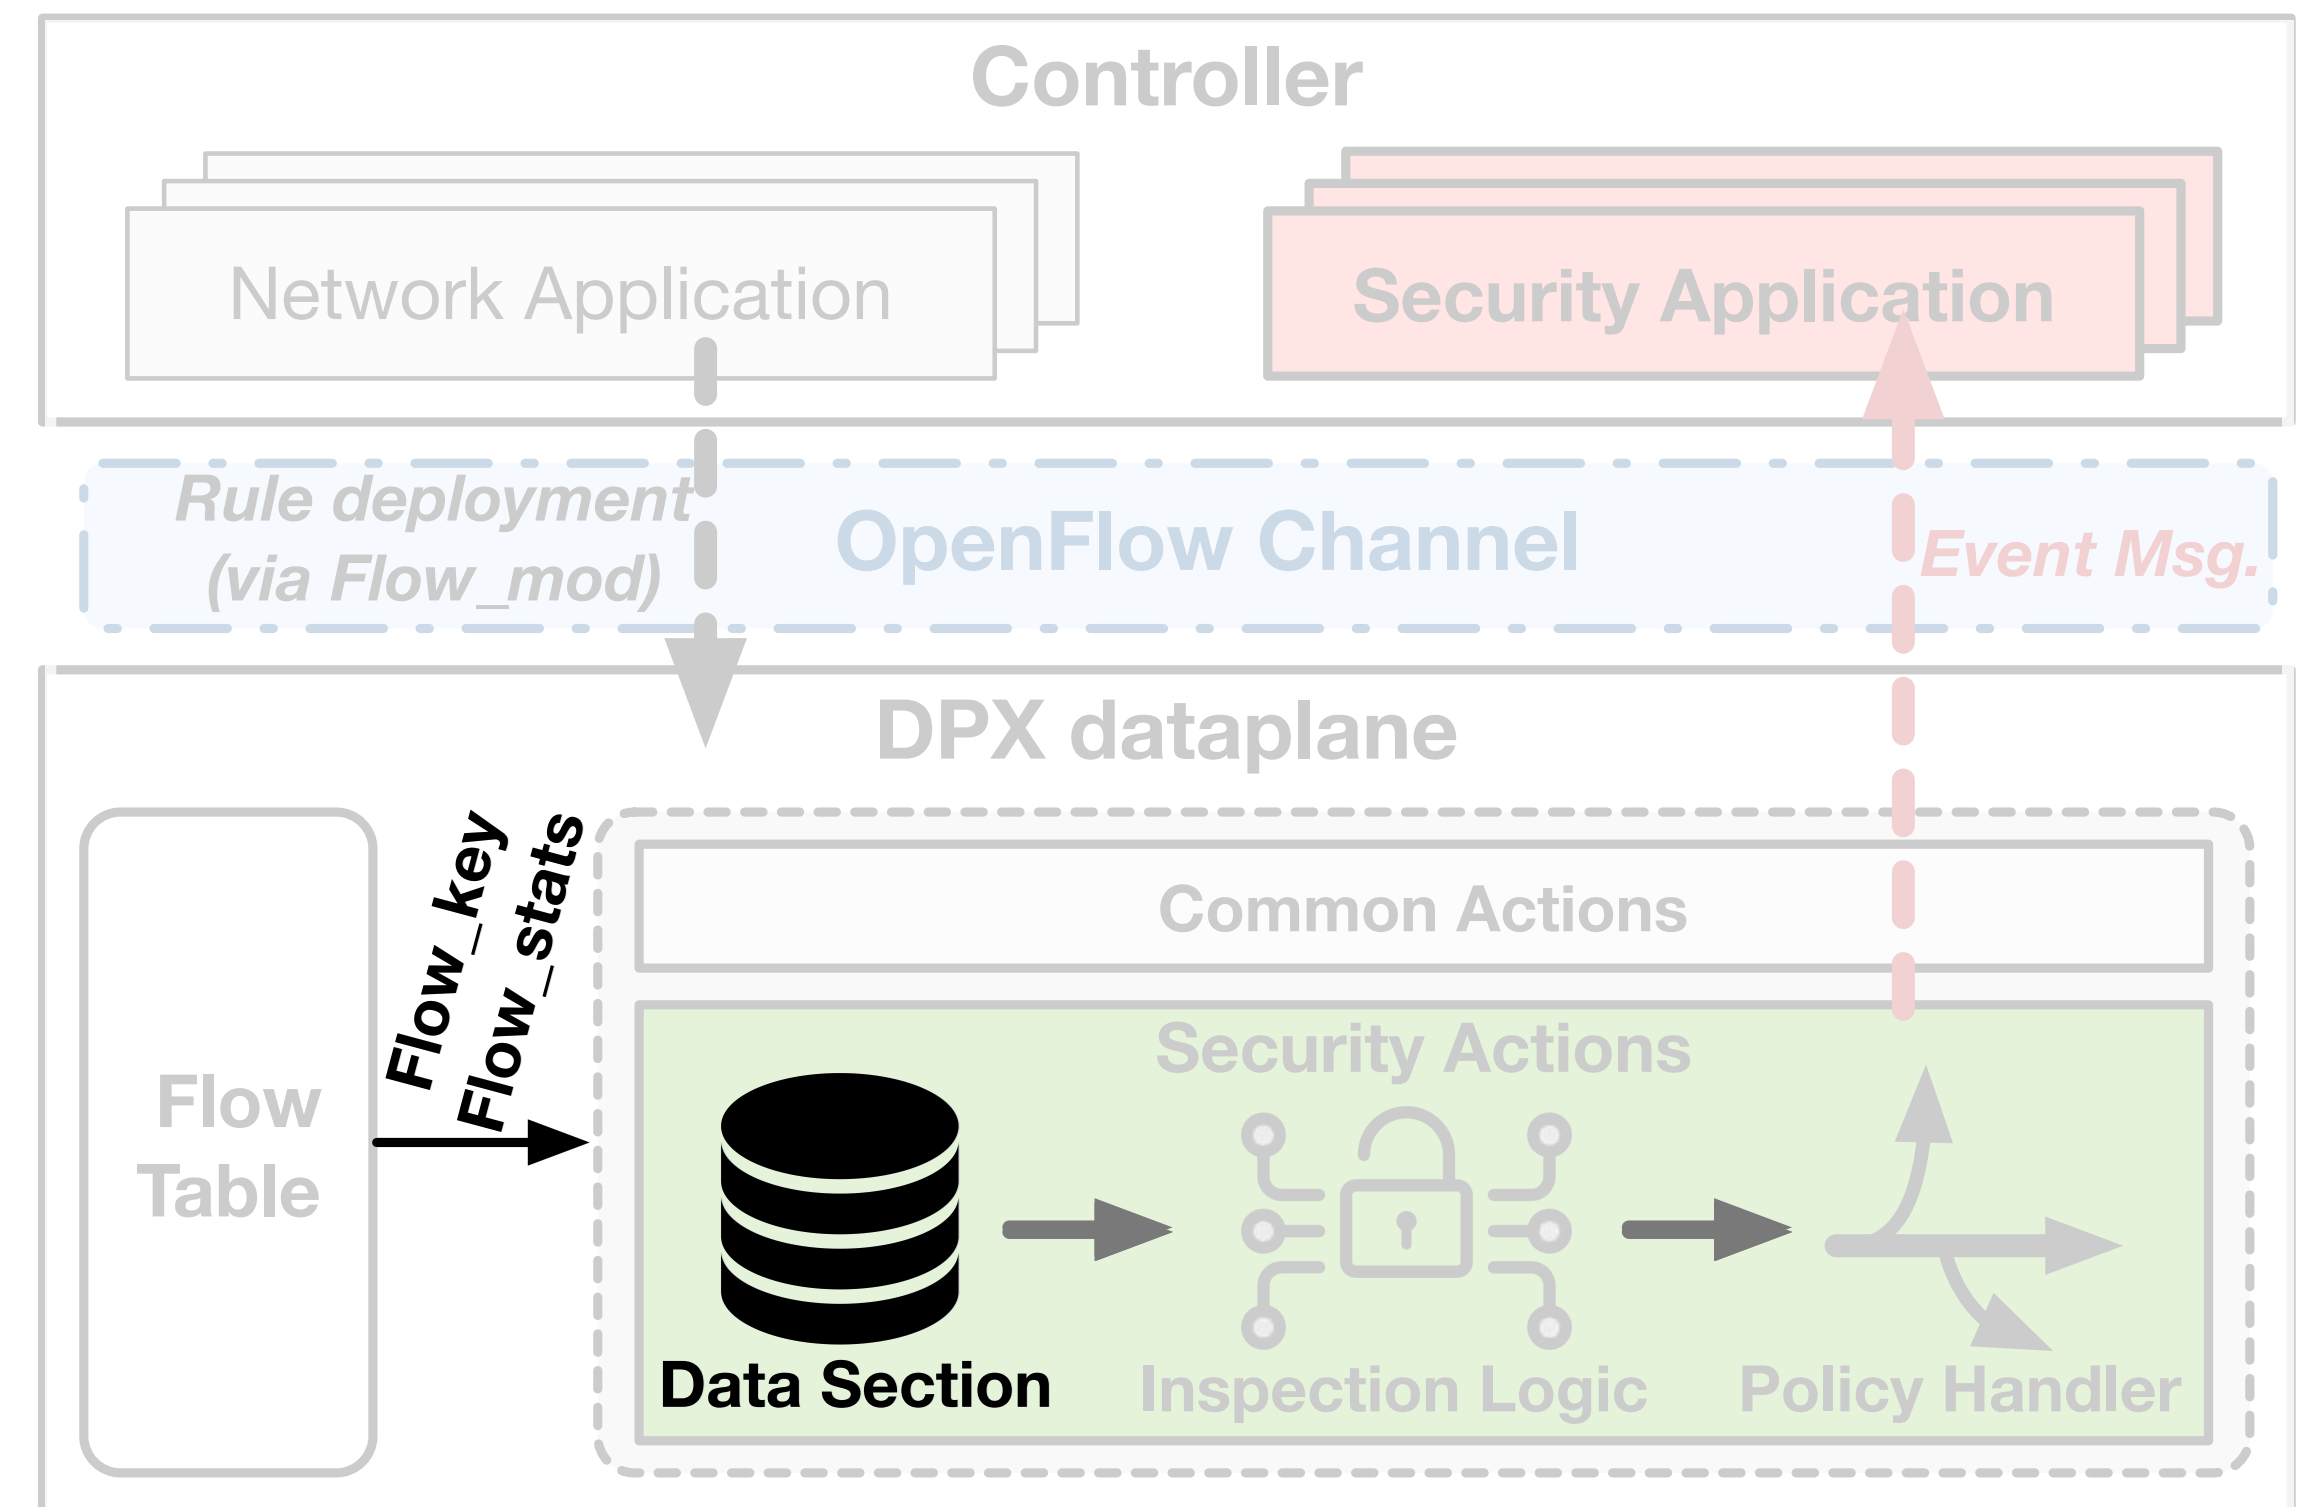 Controller
Network Application
Security Application
Rule deployment
(via Flow_mod)
OpenFlow Channel
Event Msg.
DPX dataplane
Flow_key
Flow_stats
Flow
Table
Common Actions
Security Actions
Data Section
Inspection Logic
Policy Handler